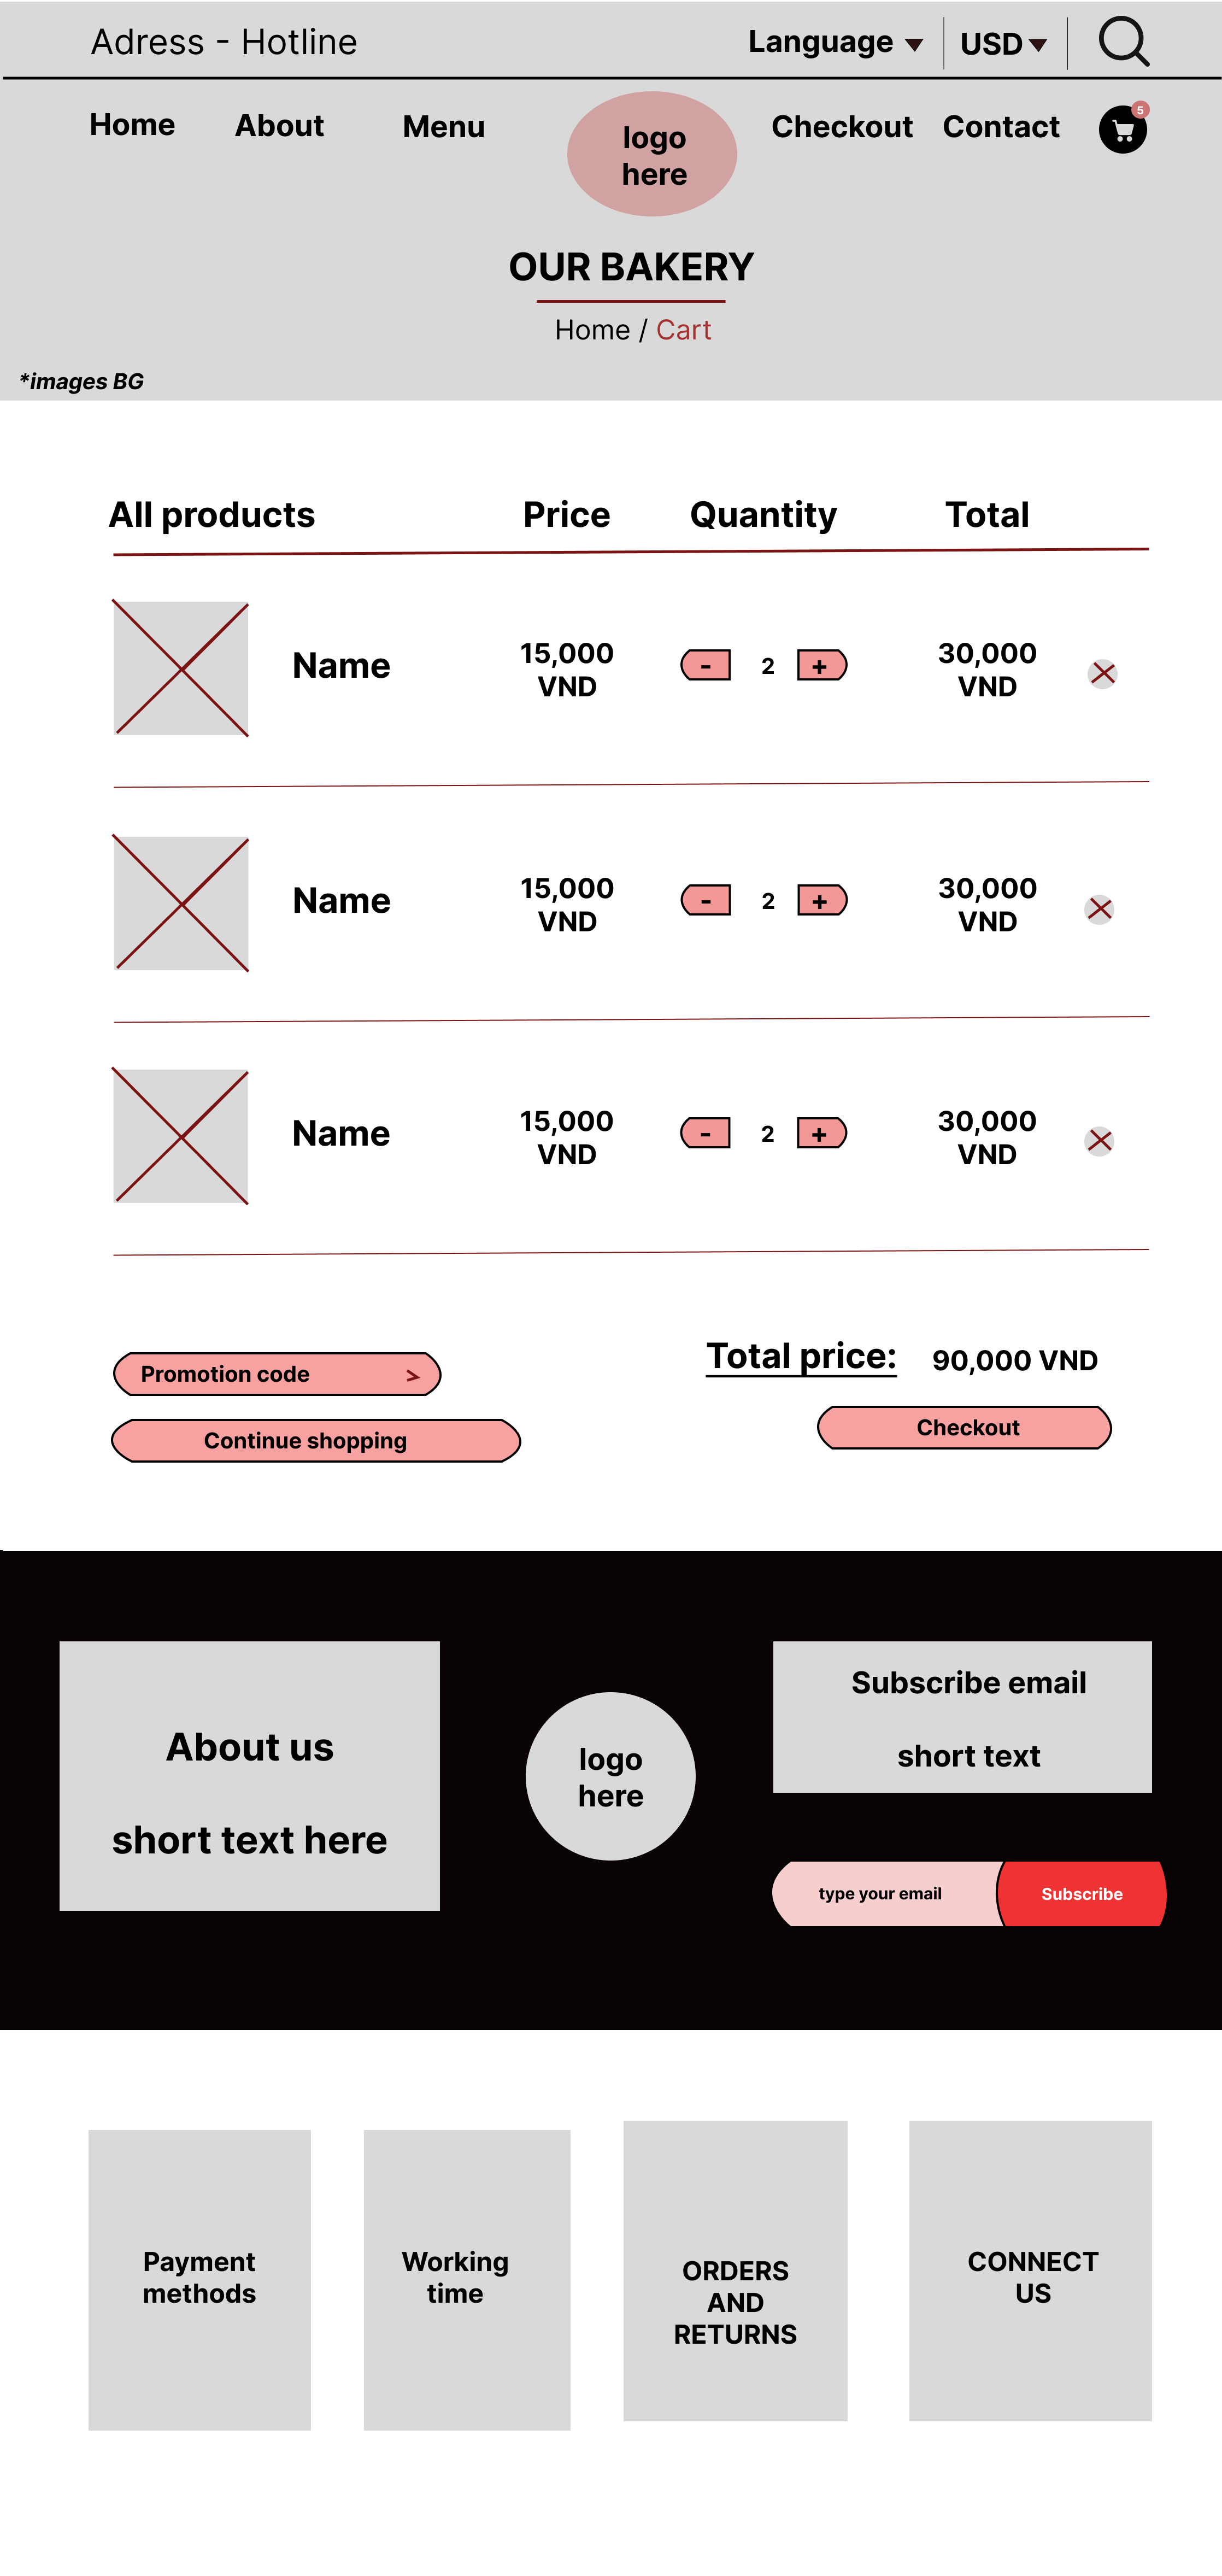 Adress - Hotline
Language
USD
Home
About
Menu
logo
here
Checkout
Contact
5
OUR BAKERY
Home / Cart
*images BG
All products
Price
Quantity
Total
Name
15,000
VND
-
2
+
30,000
VND
Name
15,000
VND
-
2
+
30,000
VND
Name
15,000
VND
-
2
+
30,000
VND
Promotion code >
Continue shopping
Total price:
90,000 VND
Checkout
About us
short text here
logo
here
Subscribe email
short text
type your email
Subscribe
Payment
methods
Working
time
ORDERS
AND
RETURNS
CONNECT
US